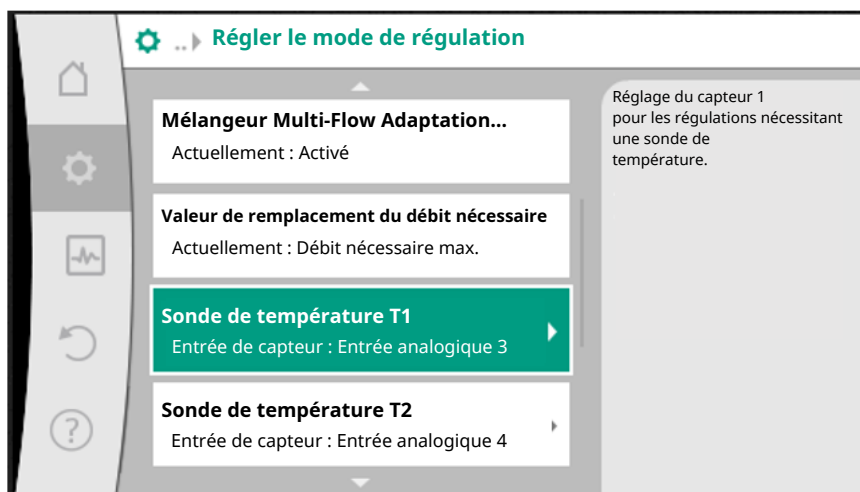 .. Régler le mode de régulation
Mélangeur Multi-Flow Adaptation...
Actuellement : Activé
Valeur de remplacement du débit nécessaire
Actuellement : Débit nécessaire max.
Sonde de température T1
Entrée de capteur : Entrée analogique 3
Sonde de température T2
Entrée de capteur : Entrée analogique 4
Réglage du capteur 1
pour les régulations nécessitant
une sonde de
température.
?